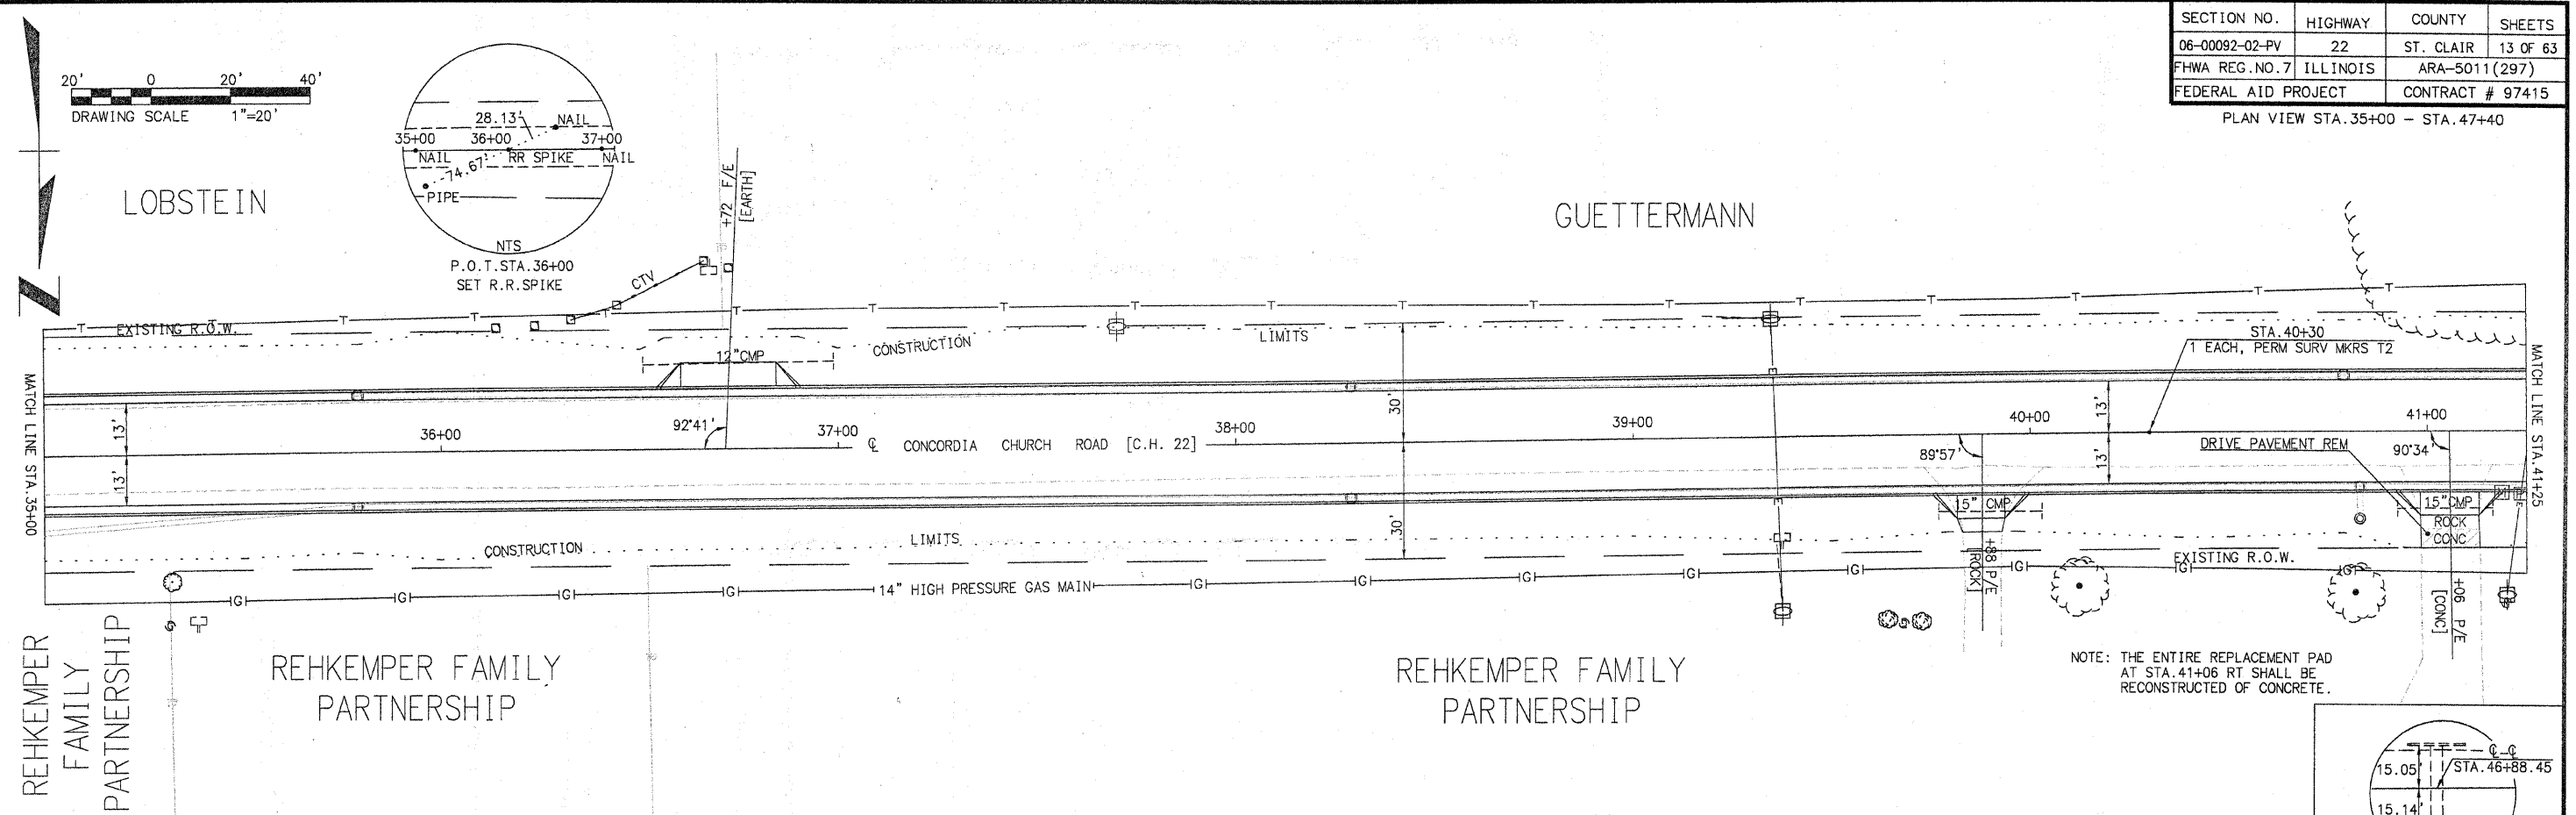 SECTION NO. HIGHWAY COUNTY SHEETS
06-00092-02-PV 22 ST. CLAIR 13 OF 63
FHWA REG.NO.7 ILLINOIS ARA-5011(297)
FEDERAL AID PROJECT CONTRACT # 97415
PLAN VIEW STA.35+00 - STA.47+40
20' 0 20' 40'
DRAWING SCALE 1"=20'
28.13'
NAIL
35+00 36+00 37+00
NAIL RR SPIKE NAIL
74.67'
PIPE
NTS
P.O.T.STA.36+00
SET R.R.SPIKE
Z
LOBSTEIN
GUETTERMANN
+72 F/E
[EARTH]
CTV
T T T T T T T T T T T T T T T T T T
EXISTING R.O.W.
CONSTRUCTION LIMITS
12"CMP
STA.40+30
1 EACH, PERM SURV MKRS T2
MATCH LINE STA.35+00
MATCH LINE STA.41+25
13'
13'
30'
30'
13'
13'
36+00 37+00 38+00 39+00 40+00 41+00
92°41'
℄ CONCORDIA CHURCH ROAD [C.H. 22]
89°57'
90°34'
DRIVE PAVEMENT REM
15" CMP
15"CMP
ROCK
CONC
CONSTRUCTION LIMITS
EXISTING R.O.W.
G G G G 14" HIGH PRESSURE GAS MAIN G G G G G G G G
+88 P/E
[ROCK]
+06 P/E
[CONC]
REHKEMPER
FAMILY
PARTNERSHIP
REHKEMPER FAMILY
PARTNERSHIP
REHKEMPER FAMILY
PARTNERSHIP
NOTE: THE ENTIRE REPLACEMENT PAD
AT STA.41+06 RT SHALL BE
RECONSTRUCTED OF CONCRETE.
℄ ℄
15.05'
STA.46+88.45
15.14'